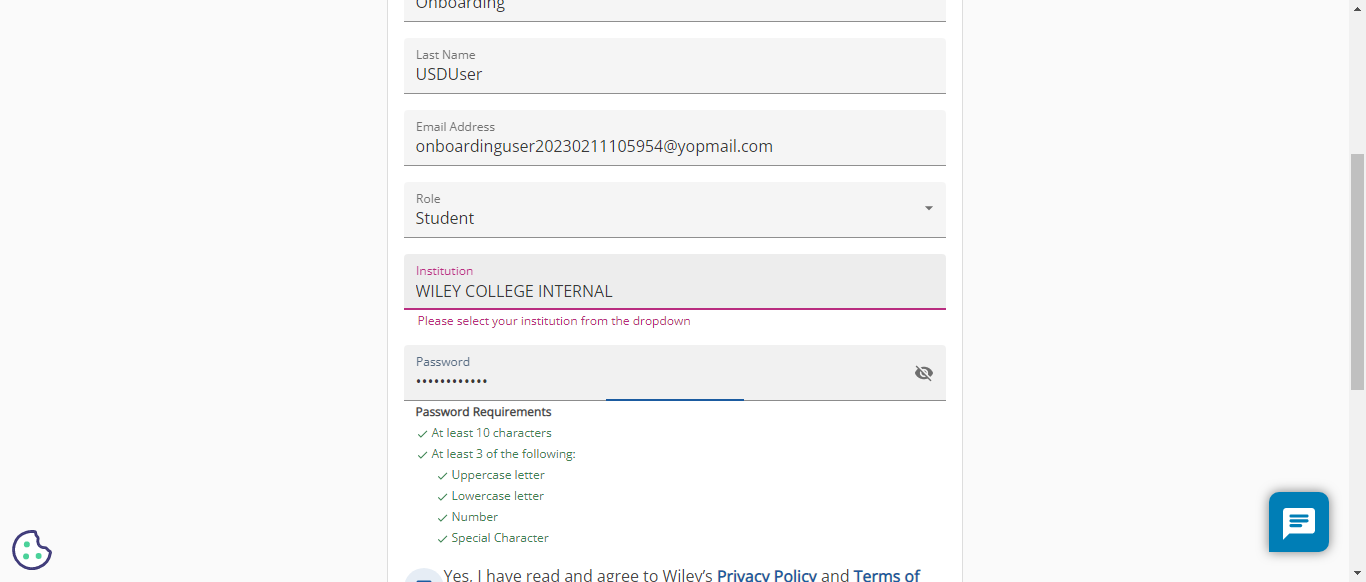 Onboarding
Last Name
USDUser
Email Address
onboardinguser20230211105954@yopmail.com
Role
Student
Institution
WILEY COLLEGE INTERNAL
Please select your institution from the dropdown
Password
••••••••••••
Password Requirements
At least 10 characters
At least 3 of the following:
Uppercase letter
Lowercase letter
Number
Special Character
Yes, I have read and agree to Wiley's Privacy Policy and Terms of